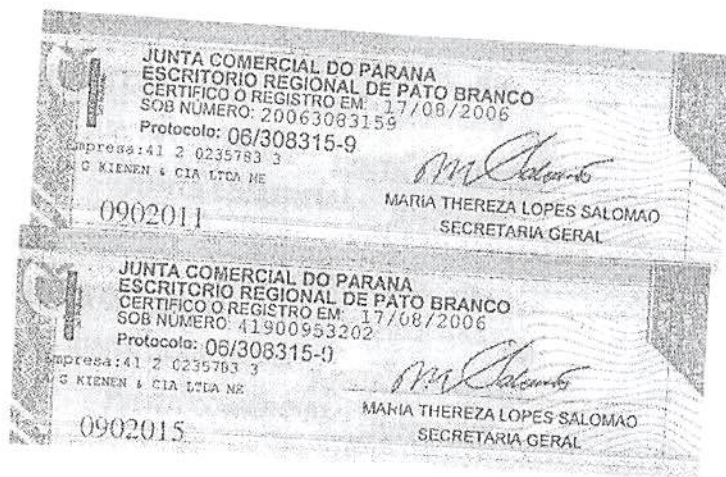 JUNTA COMERCIAL DO PARANA
ESCRITORIO REGIONAL DE PATO BRANCO
CERTIFICO O REGISTRO EM: 17/08/2006
SOB NÚMERO: 20063083159
Protocolo: 06/308315-9
Empresa:41 2 0235783 3
G KIENEN & CIA LTDA ME
MARIA THEREZA LOPES SALOMAO
SECRETARIA GERAL
0902011
JUNTA COMERCIAL DO PARANA
ESCRITORIO REGIONAL DE PATO BRANCO
CERTIFICO O REGISTRO EM: 17/08/2006
SOB NÚMERO: 41900953202
Protocolo: 06/308315-9
Empresa:41 2 0235783 3
G KIENEN & CIA LTDA ME
MARIA THEREZA LOPES SALOMAO
SECRETARIA GERAL
0902015